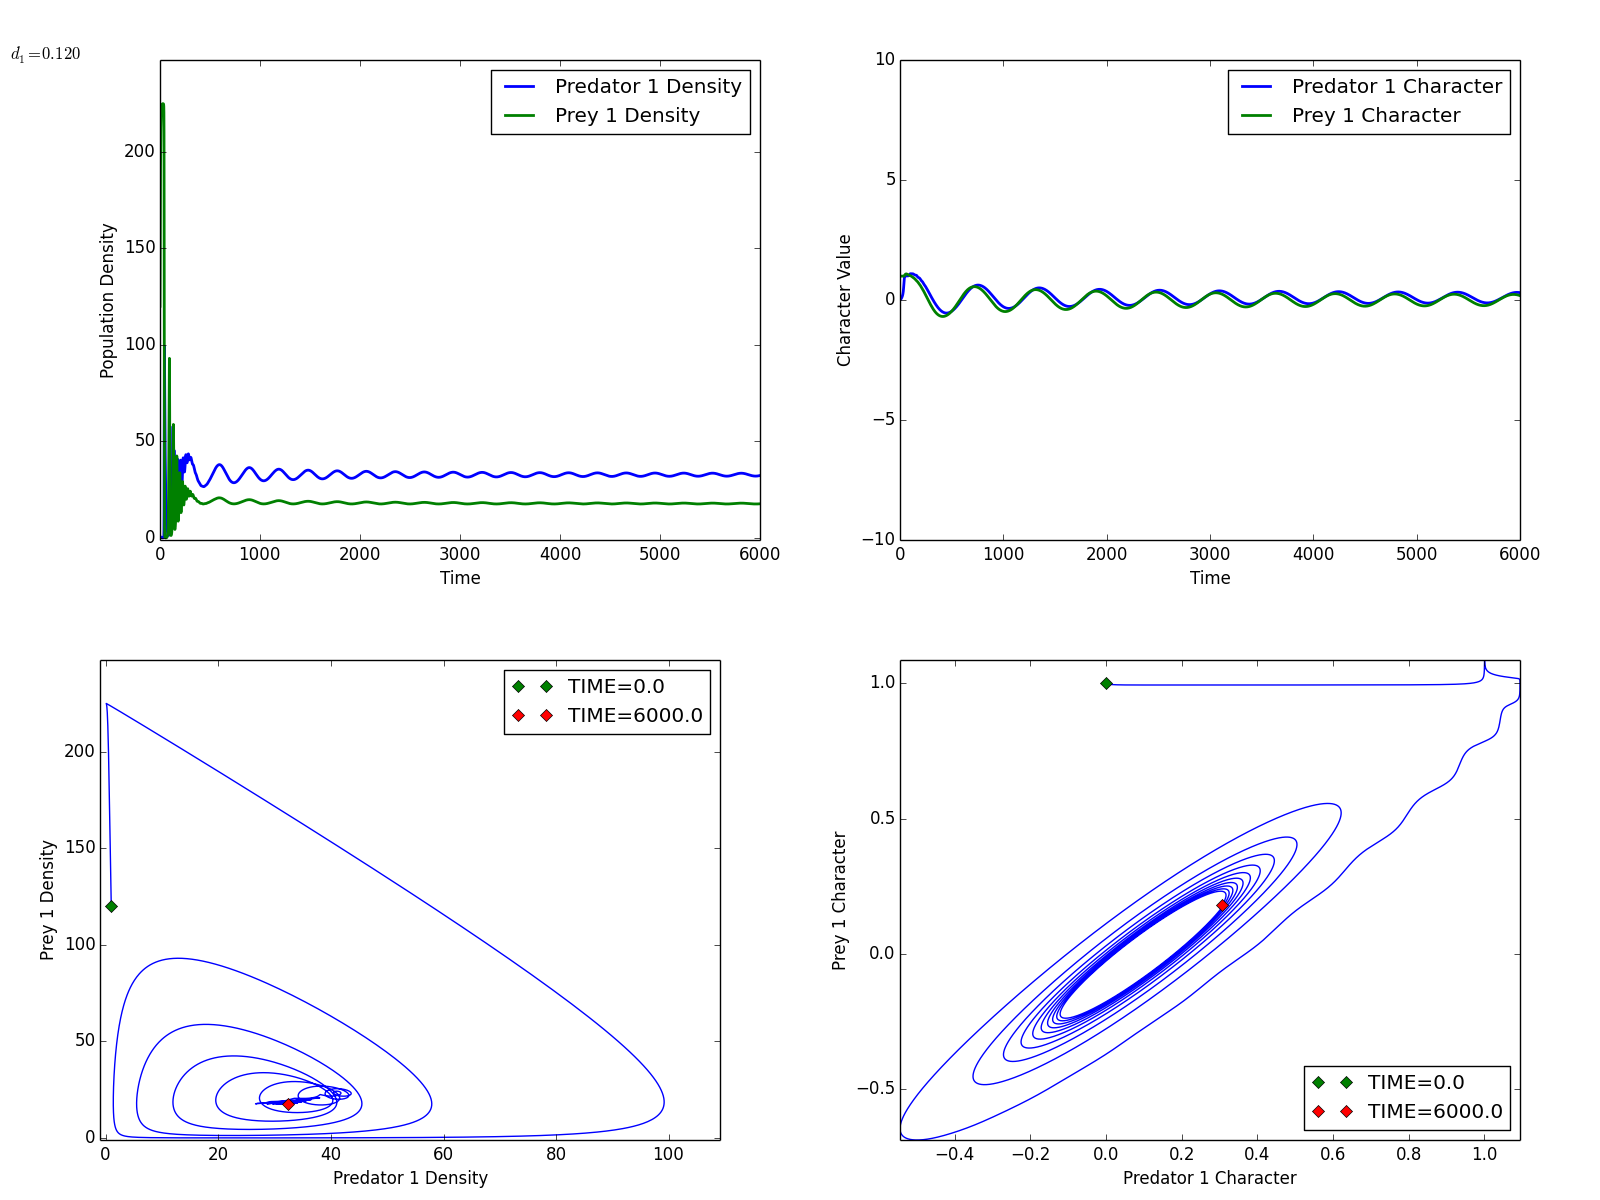 d₁=0.120
Predator 1 Density
Prey 1 Density
Population Density
200
150
100
50
0
0 1000 2000 3000 4000 5000 6000
Time
Predator 1 Character
Prey 1 Character
Character Value
10
5
0
−5
−10
0 1000 2000 3000 4000 5000 6000
Time
TIME=0.0
TIME=6000.0
Prey 1 Density
200
150
100
50
0
0 20 40 60 80 100
Predator 1 Density
Prey 1 Character
1.0
0.5
0.0
−0.5
TIME=0.0
TIME=6000.0
−0.4 −0.2 0.0 0.2 0.4 0.6 0.8 1.0
Predator 1 Character